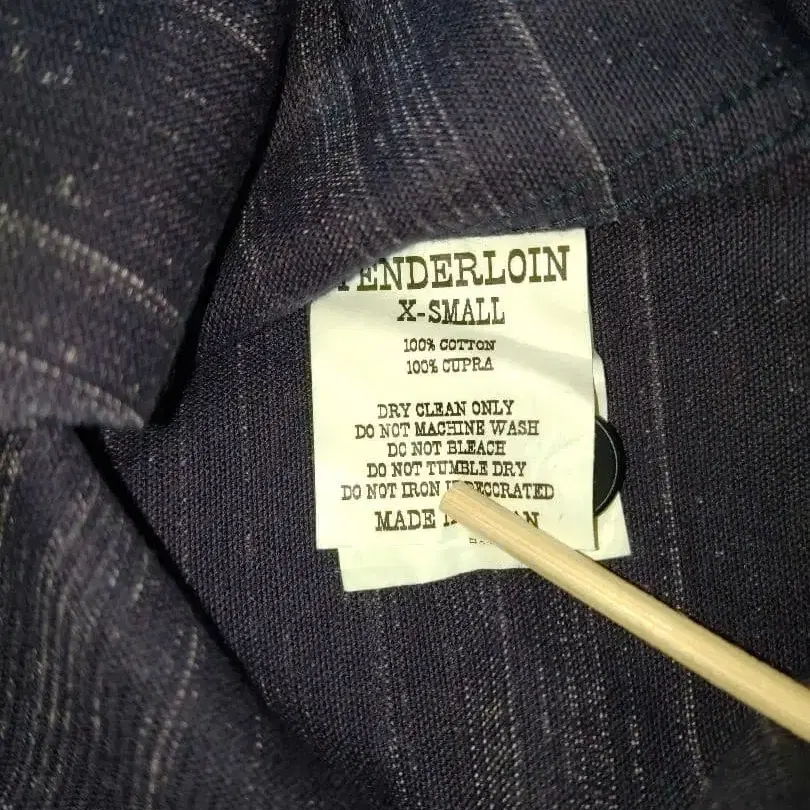 TENDERLOIN
X-SMALL
100% COTTON
100% CUPRA
DRY CLEAN ONLY
DO NOT MACHINE WASH
DO NOT BLEACH
DO NOT TUMBLE DRY
DO NOT IRON IF DECORATED
MADE